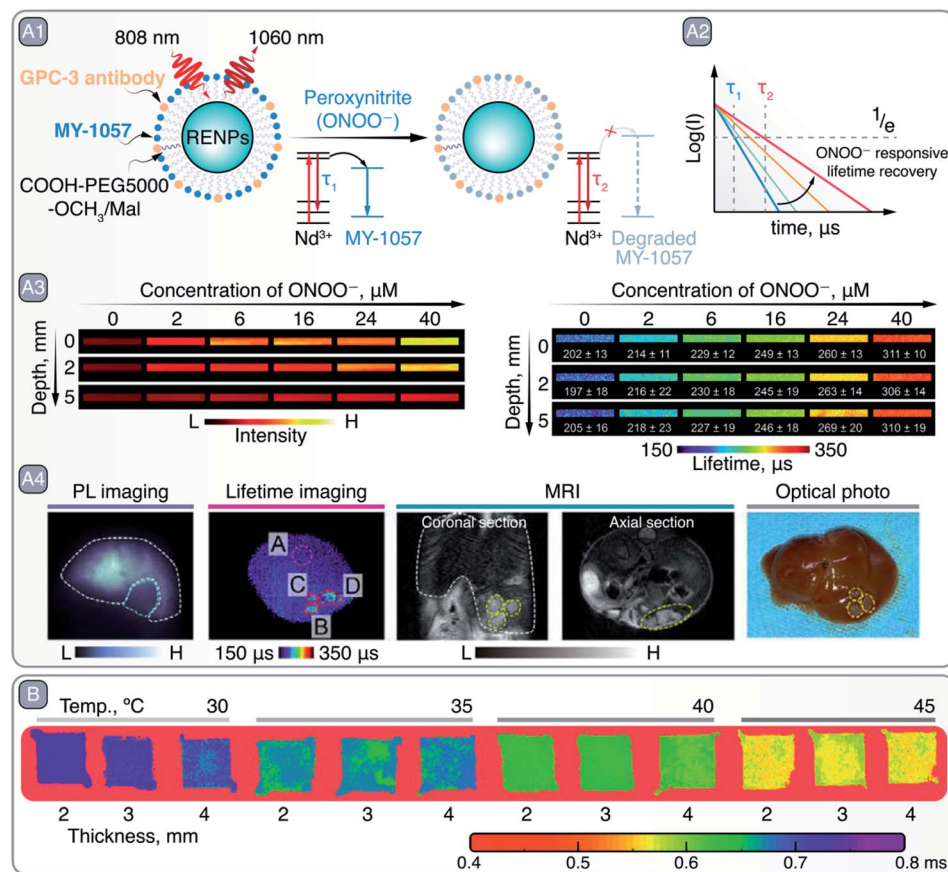 A1
808 nm
1060 nm
GPC-3 antibody
MY-1057
RENPs
COOH-PEG5000
-OCH3/Mal
Peroxynitrite
(ONOO⁻)
τ1
Nd³⁺
MY-1057
τ2
Nd³⁺
Degraded
MY-1057
A2
τ1
τ2
Log(I)
1/e
ONOO⁻ responsive
lifetime recovery
time, μs
A3
Concentration of ONOO⁻, μM
0 2 6 16 24 40
Depth, mm
0
2
5
L H
Intensity
Concentration of ONOO⁻, μM
0 2 6 16 24 40
Depth, mm
0
202 ± 13 214 ± 11 229 ± 12 249 ± 13 260 ± 13 311 ± 10
2
197 ± 18 216 ± 22 230 ± 18 245 ± 19 263 ± 14 306 ± 14
5
205 ± 16 218 ± 23 227 ± 19 246 ± 18 269 ± 20 310 ± 19
150 350
Lifetime, μs
A4
PL imaging
Lifetime imaging
MRI
Optical photo
Coronal section
Axial section
A
C D
B
L H
150 μs 350 μs
L H
B
Temp., ºC 30 35 40 45
2 3 4 2 3 4 2 3 4 2 3 4
Thickness, mm
0.4 0.5 0.6 0.7 0.8 ms